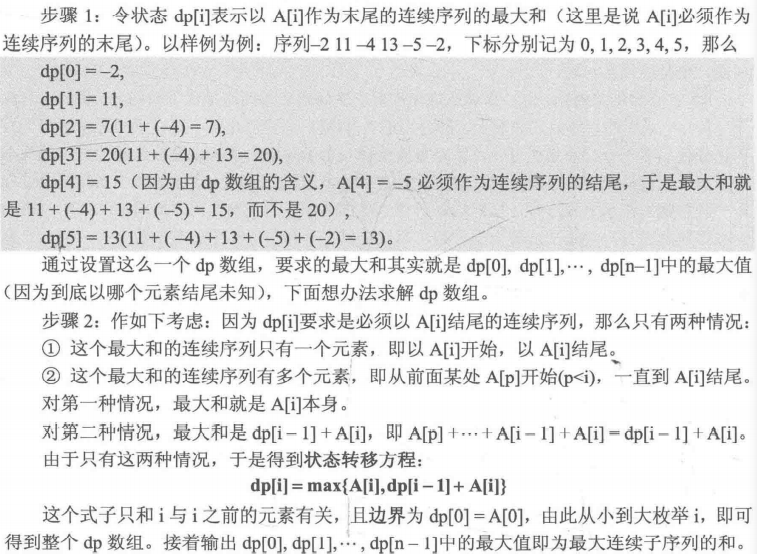 步骤 1：令状态 dp[i]表示以 A[i]作为末尾的连续序列的最大和（这里是说 A[i]必须作为
连续序列的末尾）。以样例为例：序列–2 11 –4 13 –5 –2，下标分别记为 0, 1, 2, 3, 4, 5，那么
dp[0] = –2,
dp[1] = 11,
dp[2] = 7(11 + (–4) = 7),
dp[3] = 20(11 + (–4) + 13 = 20),
dp[4] = 15（因为由 dp 数组的含义，A[4] = –5 必须作为连续序列的结尾，于是最大和就
是 11 + (–4) + 13 + ( –5) = 15，而不是 20）,
dp[5] = 13(11 + ( –4) + 13 + (–5) + (–2) = 13)。
通过设置这么一个 dp 数组，要求的最大和其实就是 dp[0], dp[1],⋯, dp[n–1]中的最大值
（因为到底以哪个元素结尾未知），下面想办法求解 dp 数组。
步骤 2：作如下考虑：因为 dp[i]要求是必须以 A[i]结尾的连续序列，那么只有两种情况：
① 这个最大和的连续序列只有一个元素，即以 A[i]开始，以 A[i]结尾。
② 这个最大和的连续序列有多个元素，即从前面某处 A[p]开始(p<i)，一直到 A[i]结尾。
对第一种情况，最大和就是 A[i]本身。
对第二种情况，最大和是 dp[i – 1] + A[i]，即 A[p] +⋯+ A[i – 1] + A[i] = dp[i – 1] + A[i]。
由于只有这两种情况，于是得到状态转移方程：
dp[i] = max{A[i],dp[i – 1]+ A[i]}
这个式子只和 i 与 i 之前的元素有关，且边界为 dp[0] = A[0]，由此从小到大枚举 i，即可
得到整个 dp 数组。接着输出 dp[0], dp[1],⋯, dp[n – 1]中的最大值即为最大连续子序列的和。